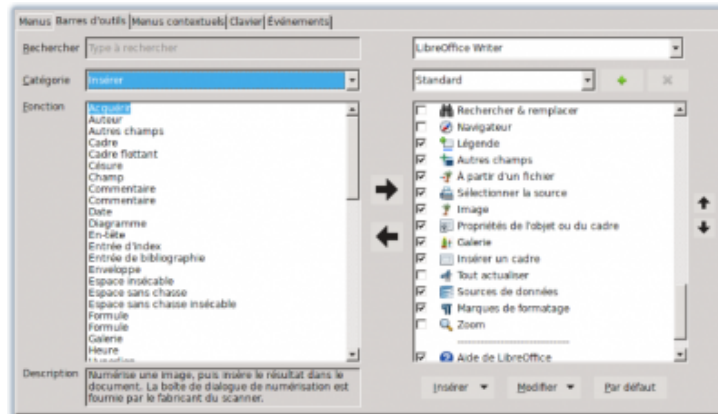 Menus Barres d'outils Menus contextuels Clavier Événements
Rechercher Type à rechercher LibreOffice Writer
Catégorie Insérer Standard
Fonction
Acquérir
Auteur
Autres champs
Cadre
Cadre flottant
Césure
Champ
Commentaire
Commentaire
Date
Diagramme
En-tête
Entrée d'index
Entrée de bibliographie
Enveloppe
Espace insécable
Espace sans chasse
Espace sans chasse insécable
Formule
Formule
Galerie
Heure
Rechercher & remplacer
Navigateur
Légende
Autres champs
À partir d'un fichier
Sélectionner la source
Image
Propriétés de l'objet ou du cadre
Galerie
Insérer un cadre
Tout actualiser
Sources de données
Marques de formatage
Zoom
Aide de LibreOffice
Description Numérise une image, puis insère le résultat dans le
document. La boîte de dialogue de numérisation est
fournie par le fabricant du scanner.
Insérer Modifier Par défaut